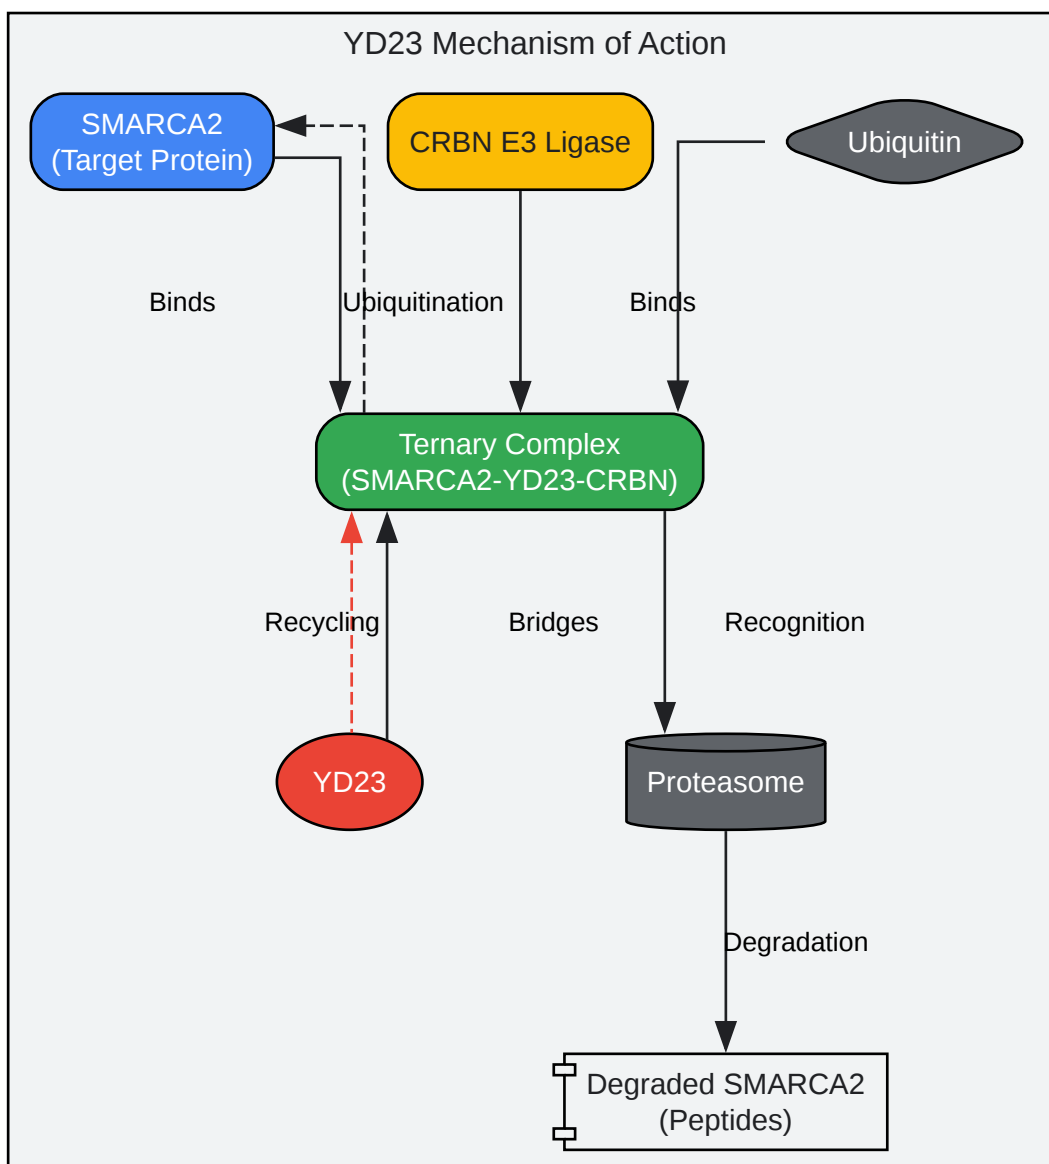 YD23 Mechanism of Action
SMARCA2
(Target Protein)
CRBN E3 Ligase
Ubiquitin
Binds
Ubiquitination
Binds
Ternary Complex
(SMARCA2-YD23-CRBN)
Recycling
Bridges
Recognition
YD23
Proteasome
Degradation
Degraded SMARCA2
(Peptides)